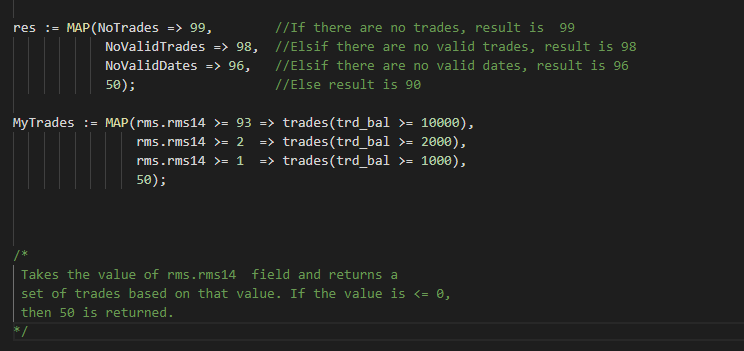 res := MAP(NoTrades => 99,        //If there are no trades, result is  99
            NoValidTrades => 98,  //Elsif there are no valid trades, result is 98
            NoValidDates => 96,   //Elsif there are no valid dates, result is 96
            50);                  //Else result is 90
MyTrades := MAP(rms.rms14 >= 93 => trades(trd_bal >= 10000),
                rms.rms14 >= 2  => trades(trd_bal >= 2000),
                rms.rms14 >= 1  => trades(trd_bal >= 1000),
                50);
/*
 Takes the value of rms.rms14  field and returns a
 set of trades based on that value. If the value is <= 0,
 then 50 is returned.
*/